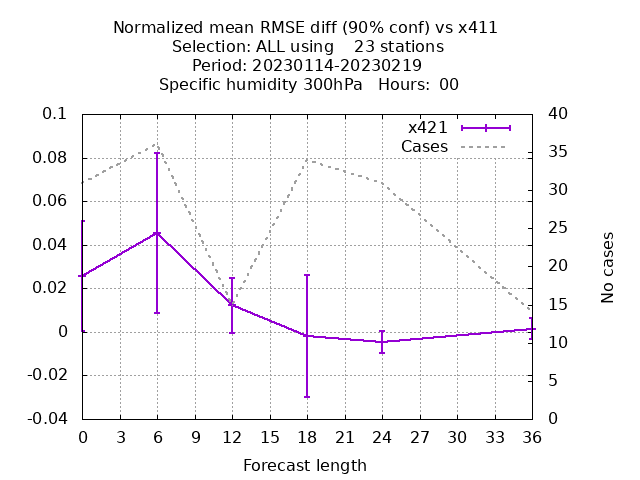 Normalized mean RMSE diff (90% conf) vs x411
Selection: ALL using    23 stations
Period: 20230114-20230219
Specific humidity 300hPa   Hours:  00
x421
Cases
0.1
0.08
0.06
0.04
0.02
0
-0.02
-0.04
40
35
30
25
20
15
10
5
0
No cases
0 3 6 9 12 15 18 21 24 27 30 33 36
Forecast length